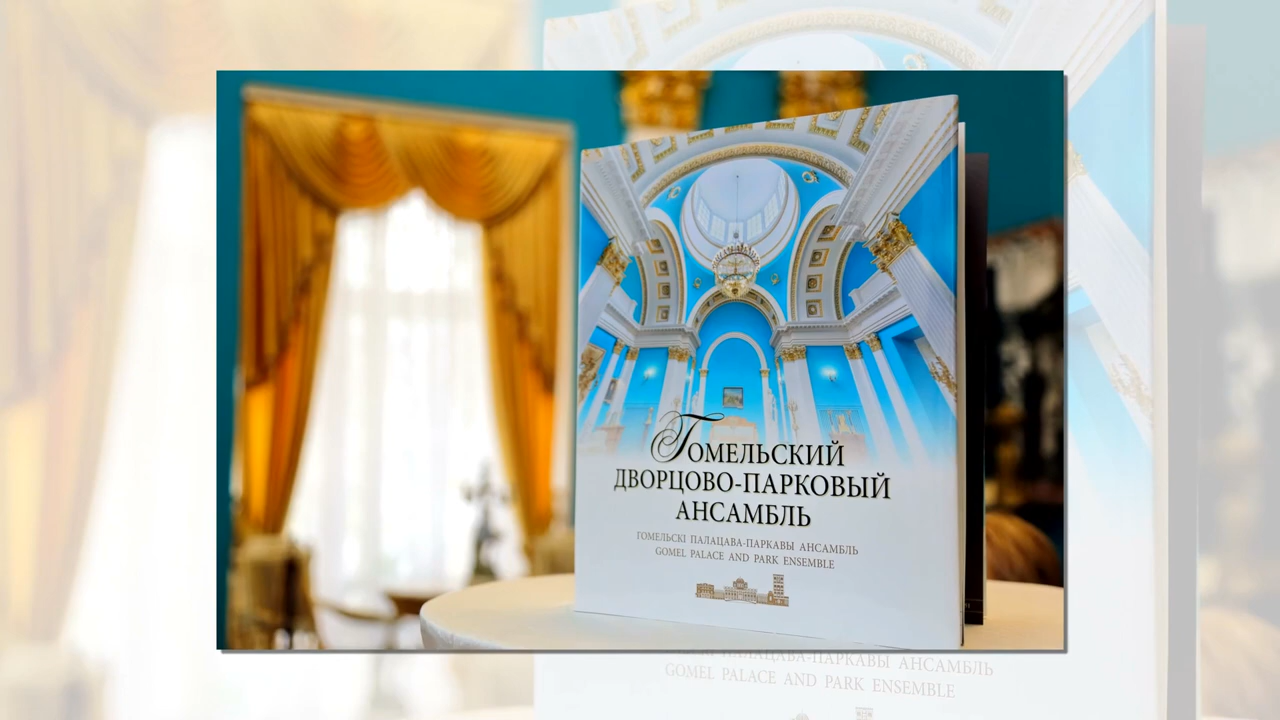 Гомельский
дворцово-парковый
ансамбль
Гомельскі палацава-паркавы ансамбль
Gomel Palace and Park Ensemble
палацава-паркавы ансамбль
Gomel Palace and Park Ensemble